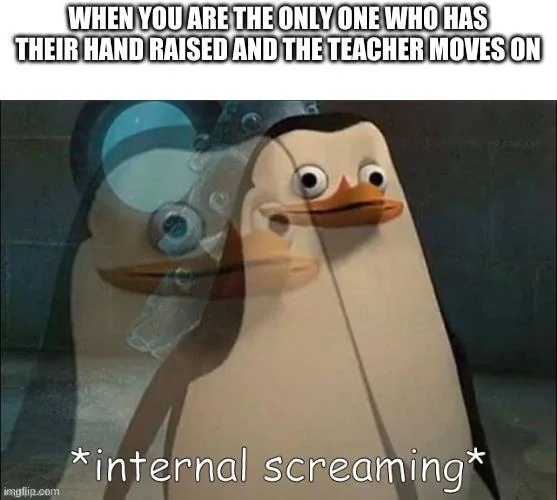 WHEN YOU ARE THE ONLY ONE WHO HAS
THEIR HAND RAISED AND THE TEACHER MOVES ON
*internal screaming*
imgflip.com